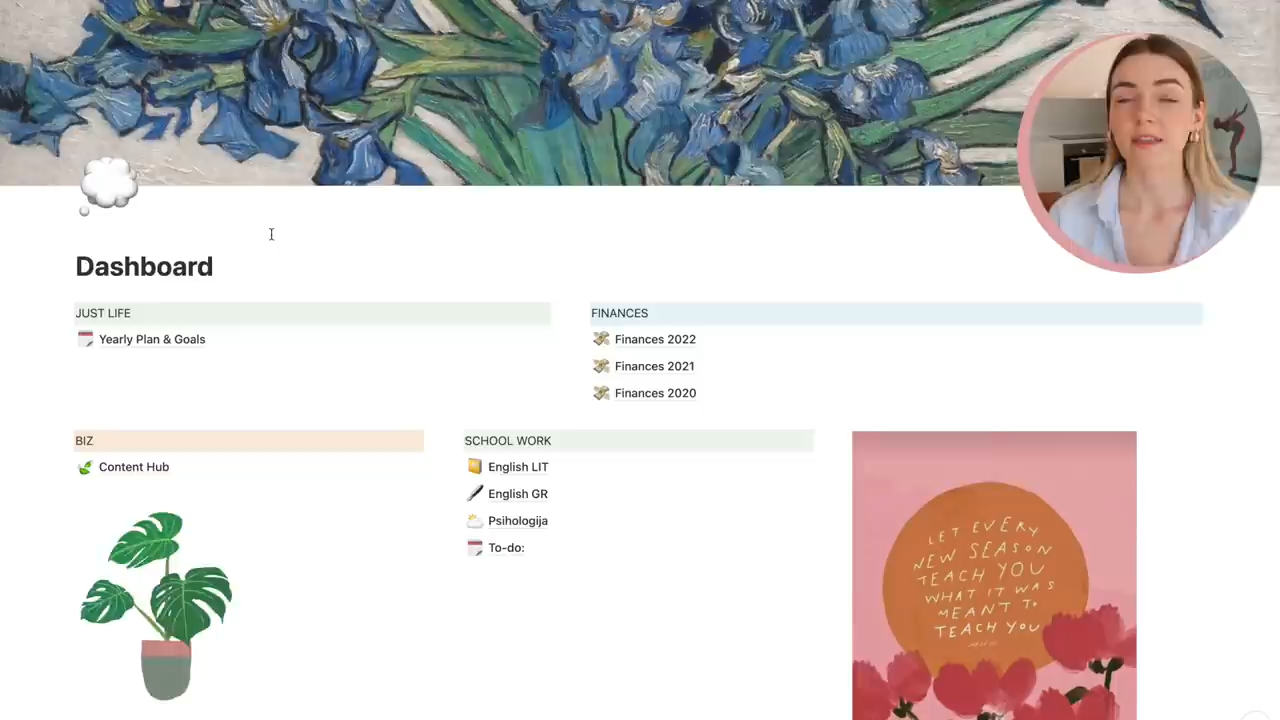 Dashboard
JUST LIFE
Yearly Plan & Goals
FINANCES
Finances 2022
Finances 2021
Finances 2020
BIZ
Content Hub
SCHOOL WORK
English LIT
English GR
Psihologija
To-do:
LET EVERY
NEW SEASON
TEACH YOU
WHAT IT WAS
MEANT TO
TEACH YOU